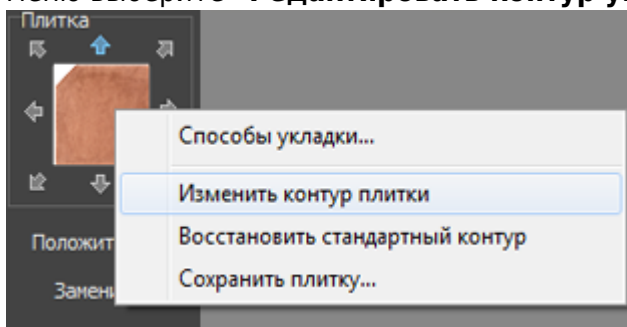 Плитка
Способы укладки...
Изменить контур плитки
Восстановить стандартный контур
Сохранить плитку...